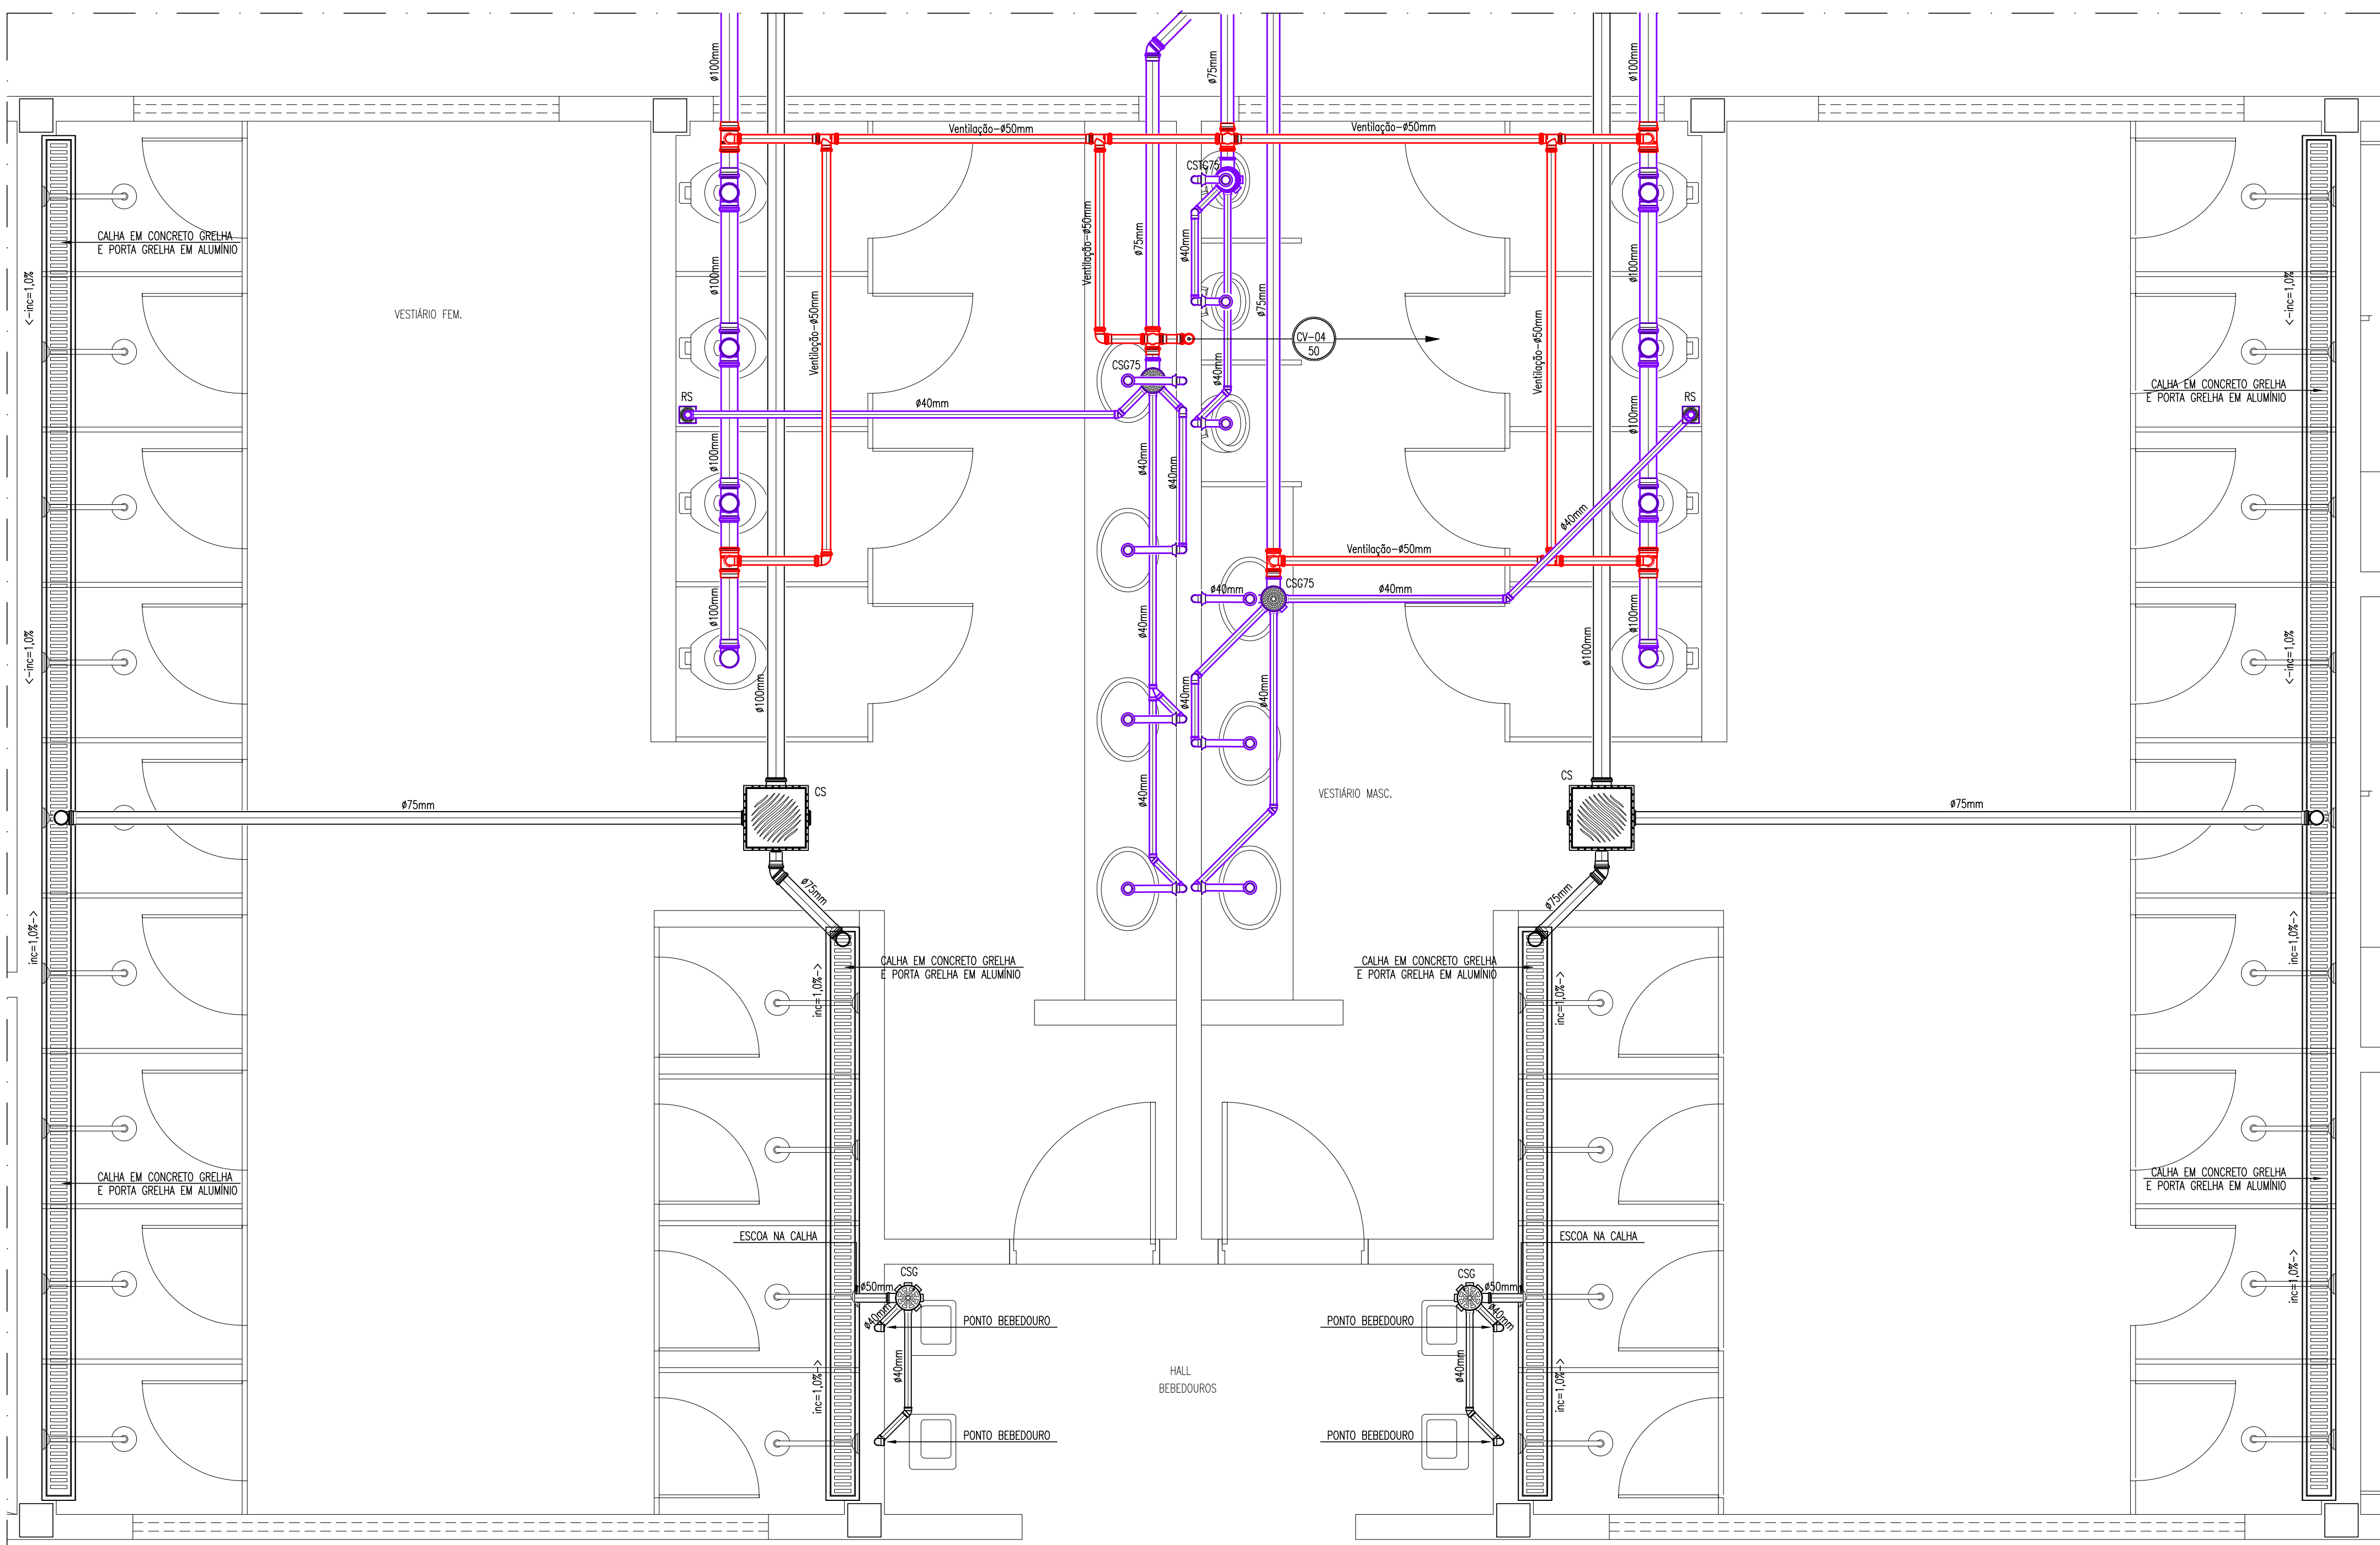 ø100mm
ø75mm
ø100mm
Ventilação-ø50mm
Ventilação-ø50mm
CSTG75
CALHA EM CONCRETO GRELHA
E PORTA GRELHA EM ALUMÍNIO
<-inc=1,0%
ø100mm
Ventilação-ø50mm
Ventilação-ø50mm
ø75mm
ø40mm
ø75mm
ø100mm
<-inc=1,0%
VESTIÁRIO FEM.
CV-04
50
Ventilação-ø50mm
CSG75
ø40mm
RS
ø40mm
RS
CALHA EM CONCRETO GRELHA
E PORTA GRELHA EM ALUMÍNIO
ø100mm
ø40mm
ø40mm
ø100mm
ø40mm
Ventilação-ø50mm
CSG75
ø40mm
ø40mm
ø100mm
ø40mm
ø100mm
<-inc=1,0%
<-inc=1,0%
ø100mm
ø40mm
ø40mm
ø100mm
CS
ø40mm
VESTIÁRIO MASC.
CS
ø75mm
ø75mm
ø75mm
ø75mm
inc=1,0%->
inc=1,0%->
CALHA EM CONCRETO GRELHA
E PORTA GRELHA EM ALUMÍNIO
CALHA EM CONCRETO GRELHA
E PORTA GRELHA EM ALUMÍNIO
inc=1,0%->
inc=1,0%->
CALHA EM CONCRETO GRELHA
E PORTA GRELHA EM ALUMÍNIO
CALHA EM CONCRETO GRELHA
E PORTA GRELHA EM ALUMÍNIO
ESCOA NA CALHA
ESCOA NA CALHA
CSG
CSG
ø50mm
ø50mm
inc=1,0%->
ø40mm
PONTO BEBEDOURO
PONTO BEBEDOURO
ø40mm
ø40mm
HALL
BEBEDOUROS
ø40mm
inc=1,0%->
inc=1,0%->
PONTO BEBEDOURO
PONTO BEBEDOURO